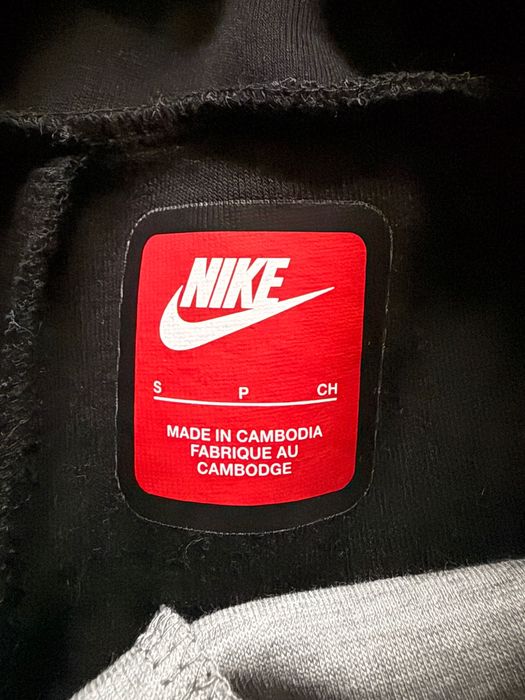 NIKE
S P CH
MADE IN CAMBODIA
FABRIQUE AU
CAMBODGE